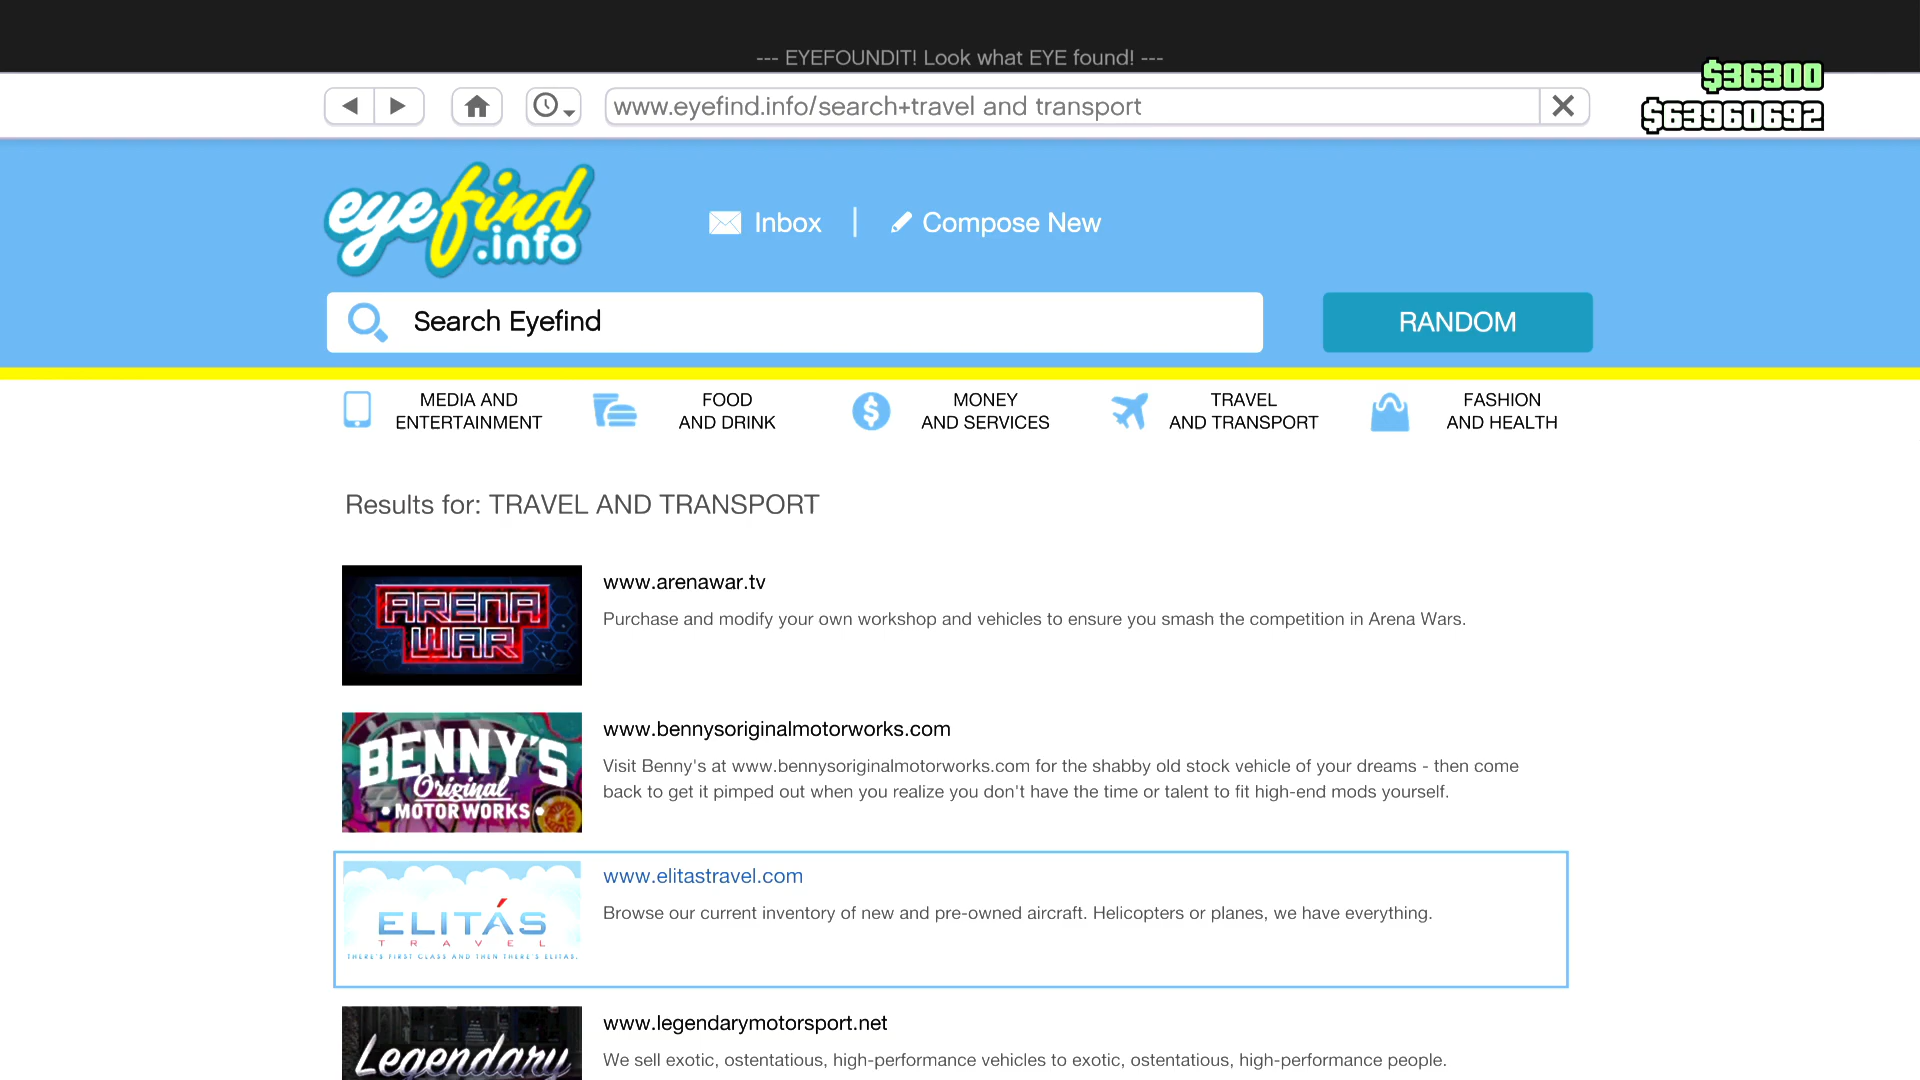 --- EYEFOUNDIT! Look what EYE found! ---
$36300
www.eyefind.info/search+travel and transport
$63960692
eyefind
.info
Inbox | Compose New
Search Eyefind
RANDOM
MEDIA AND
ENTERTAINMENT
FOOD
AND DRINK
MONEY
AND SERVICES
TRAVEL
AND TRANSPORT
FASHION
AND HEALTH
Results for: TRAVEL AND TRANSPORT
ARENA
WAR
www.arenawar.tv
Purchase and modify your own workshop and vehicles to ensure you smash the competition in Arena Wars.
BENNY'S
Original
MOTOR WORKS
www.bennysoriginalmotorworks.com
Visit Benny's at www.bennysoriginalmotorworks.com for the shabby old stock vehicle of your dreams - then come
back to get it pimped out when you realize you don't have the time or talent to fit high-end mods yourself.
ELITÁS
TRAVEL
THERE'S FIRST CLASS AND THEN THERE'S ELITÁS.
www.elitastravel.com
Browse our current inventory of new and pre-owned aircraft. Helicopters or planes, we have everything.
Legendary
www.legendarymotorsport.net
We sell exotic, ostentatious, high-performance vehicles to exotic, ostentatious, high-performance people.